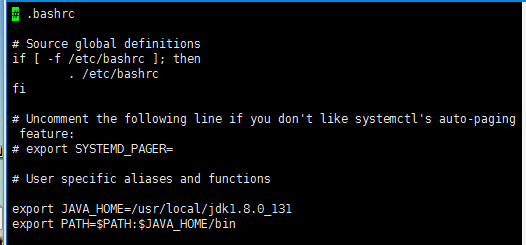 # .bashrc
# Source global definitions
if [ -f /etc/bashrc ]; then
        . /etc/bashrc
fi
# Uncomment the following line if you don't like systemctl's auto-paging
 feature:
# export SYSTEMD_PAGER=
# User specific aliases and functions
export JAVA_HOME=/usr/local/jdk1.8.0_131
export PATH=$PATH:$JAVA_HOME/bin